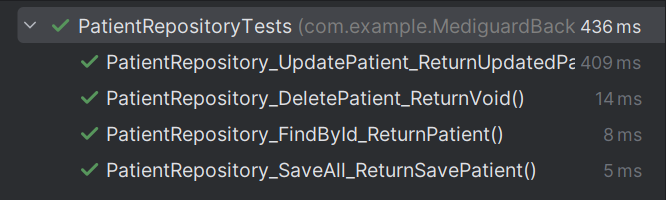 PatientRepositoryTests (com.example.MediguardBack 436 ms
PatientRepository_UpdatePatient_ReturnUpdatedPa 409 ms
PatientRepository_DeletePatient_ReturnVoid() 14 ms
PatientRepository_FindById_ReturnPatient() 8 ms
PatientRepository_SaveAll_ReturnSavePatient() 5 ms